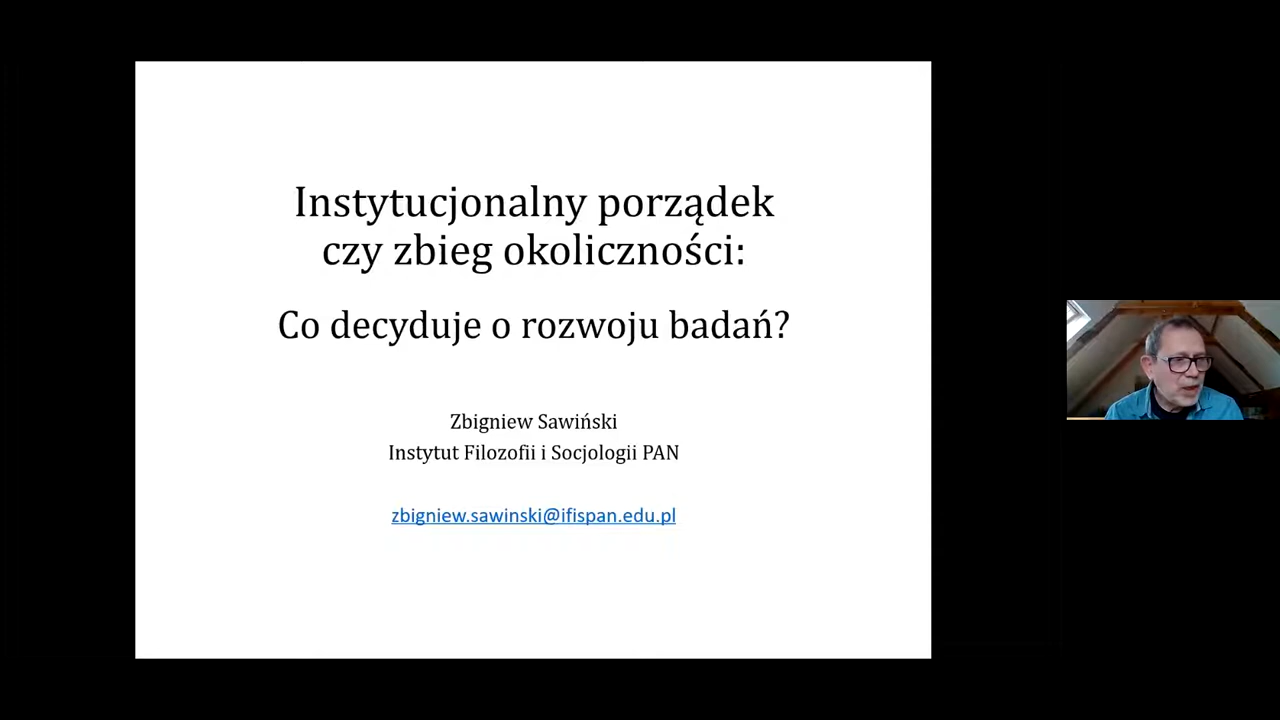 Instytucjonalny porządek
czy zbieg okoliczności:
Co decyduje o rozwoju badań?
Zbigniew Sawiński
Instytut Filozofii i Socjologii PAN
zbigniew.sawinski@ifispan.edu.pl